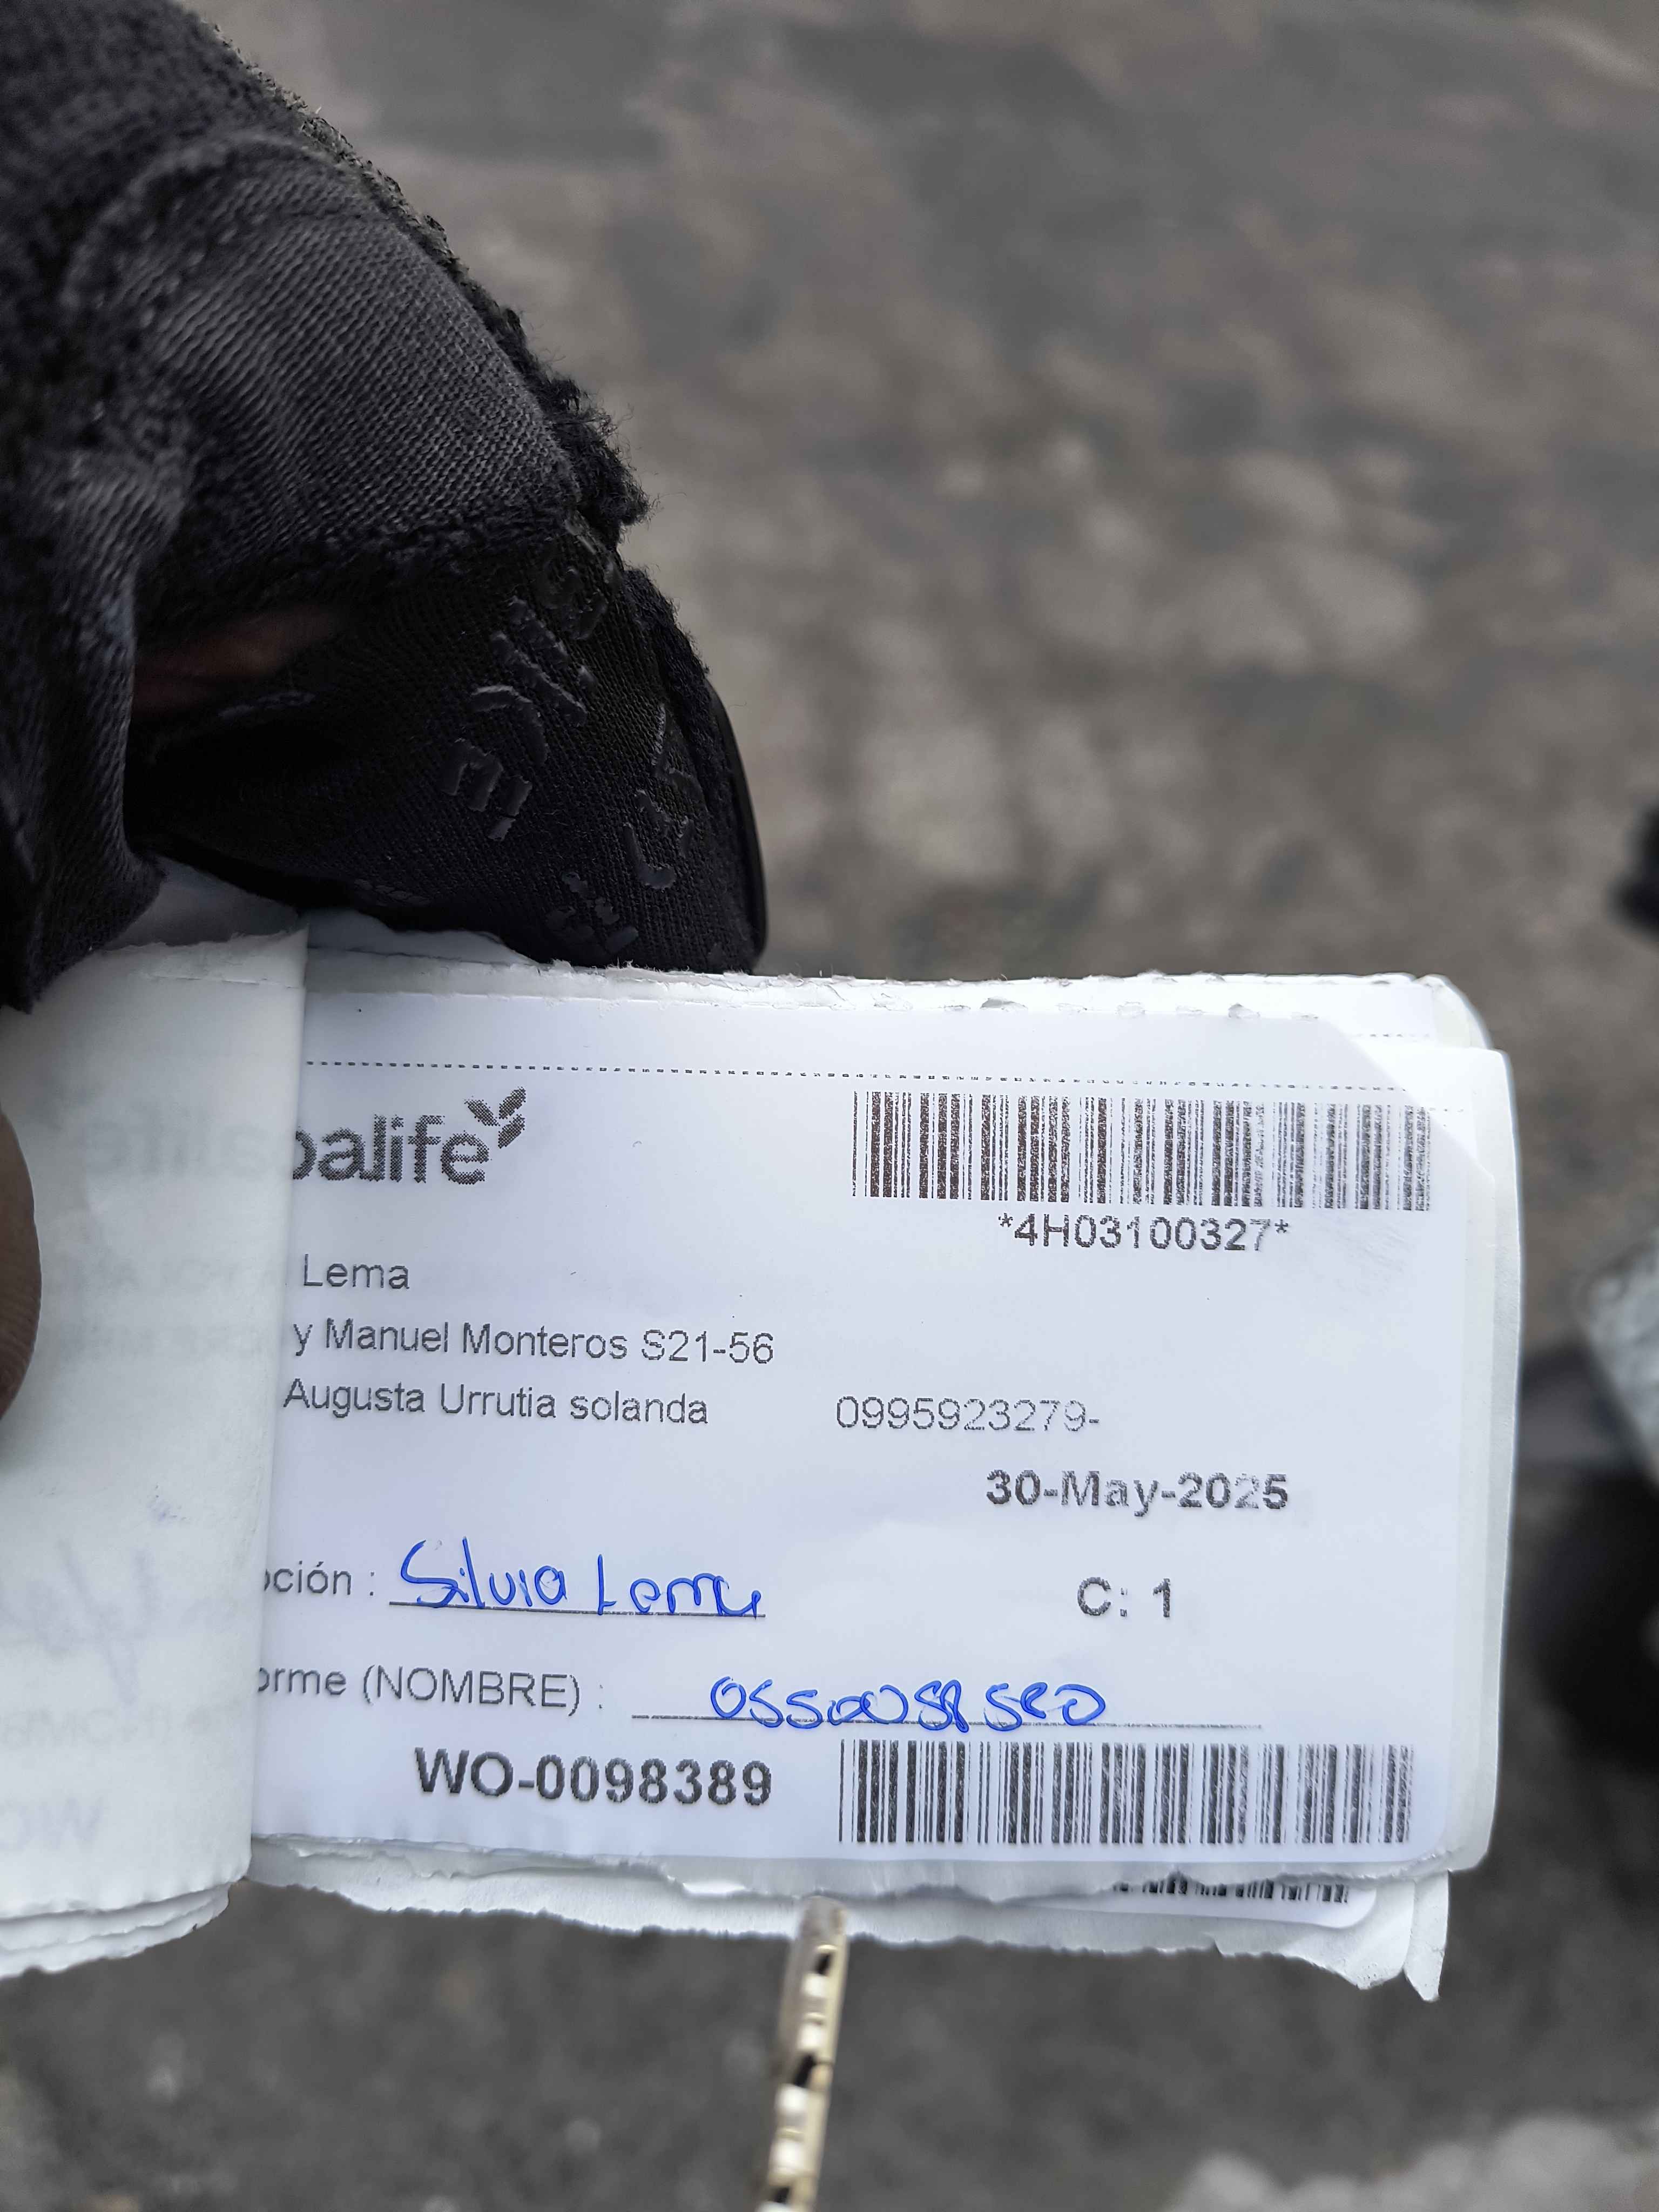 balife
*4H03100327*
Lema
y Manuel Monteros S21-56
Augusta Urrutia solanda 0995923279-
30-May-2025
pción : Silvia Lema
C: 1
orme (NOMBRE) :
WO-0098389